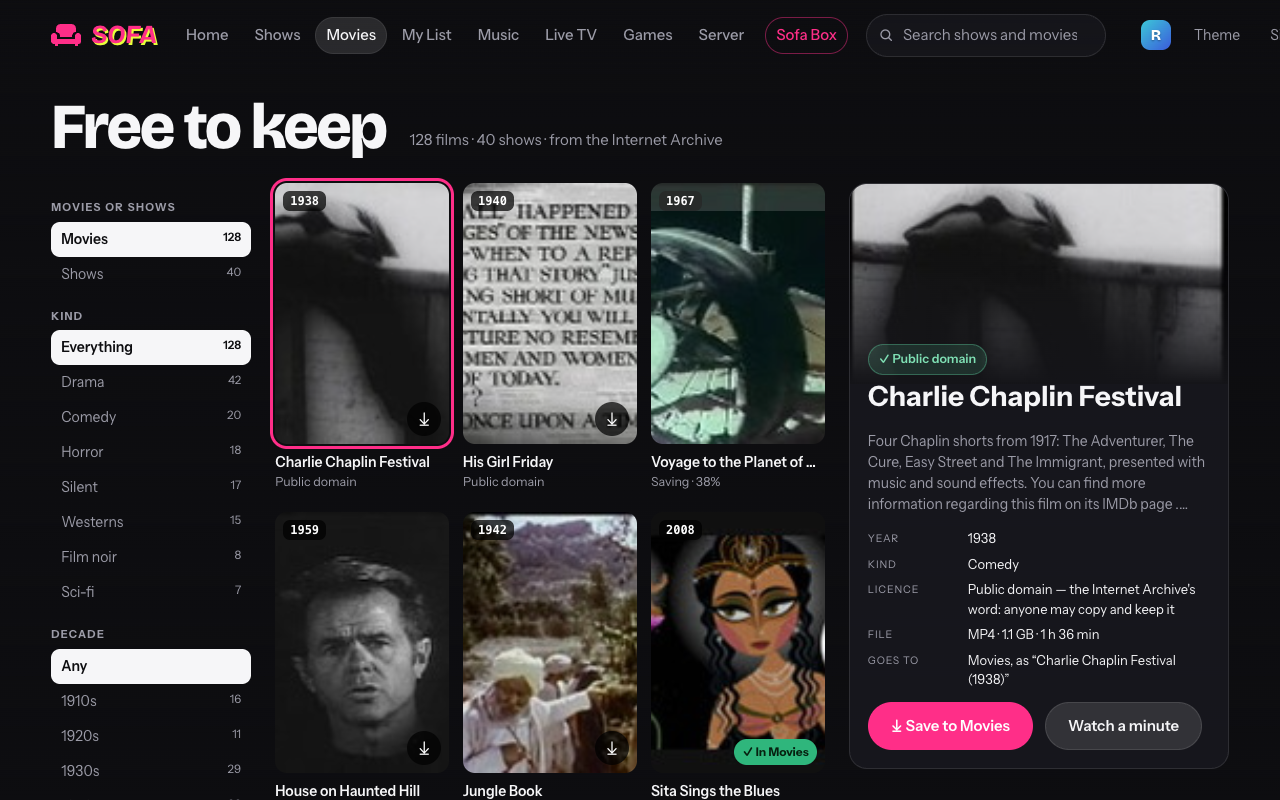 SOFA
Home
Shows
Movies
My List
Music
Live TV
Games
Server
Sofa Box
Search shows and movies
R
Theme
Free to keep
128 films · 40 shows · from the Internet Archive
MOVIES OR SHOWS
Movies 128
Shows 40
KIND
Everything 128
Drama 42
Comedy 20
Horror 18
Silent 17
Westerns 15
Film noir 8
Sci-fi 7
DECADE
Any
1910s 16
1920s 11
1930s 29
1938
Charlie Chaplin Festival
Public domain
1940
HAPPENED
OF THE NEWS
WHEN TO A
THAT STORY
SHORT OF
YOU WILL
NO
MEN AND WOMEN
OF TODAY.
?
ONCE UPON A
His Girl Friday
Public domain
1967
Voyage to the Planet of ...
Saving · 38%
1959
House on Haunted Hill
1942
Jungle Book
2008
✓ In Movies
Sita Sings the Blues
✓ Public domain
Charlie Chaplin Festival
Four Chaplin shorts from 1917: The Adventurer, The
Cure, Easy Street and The Immigrant, presented with
music and sound effects. You can find more
information regarding this film on its IMDb page ....
YEAR 1938
KIND Comedy
LICENCE Public domain — the Internet Archive's
word: anyone may copy and keep it
FILE MP4 · 1.1 GB · 1 h 36 min
GOES TO Movies, as “Charlie Chaplin Festival
(1938)”
Save to Movies
Watch a minute